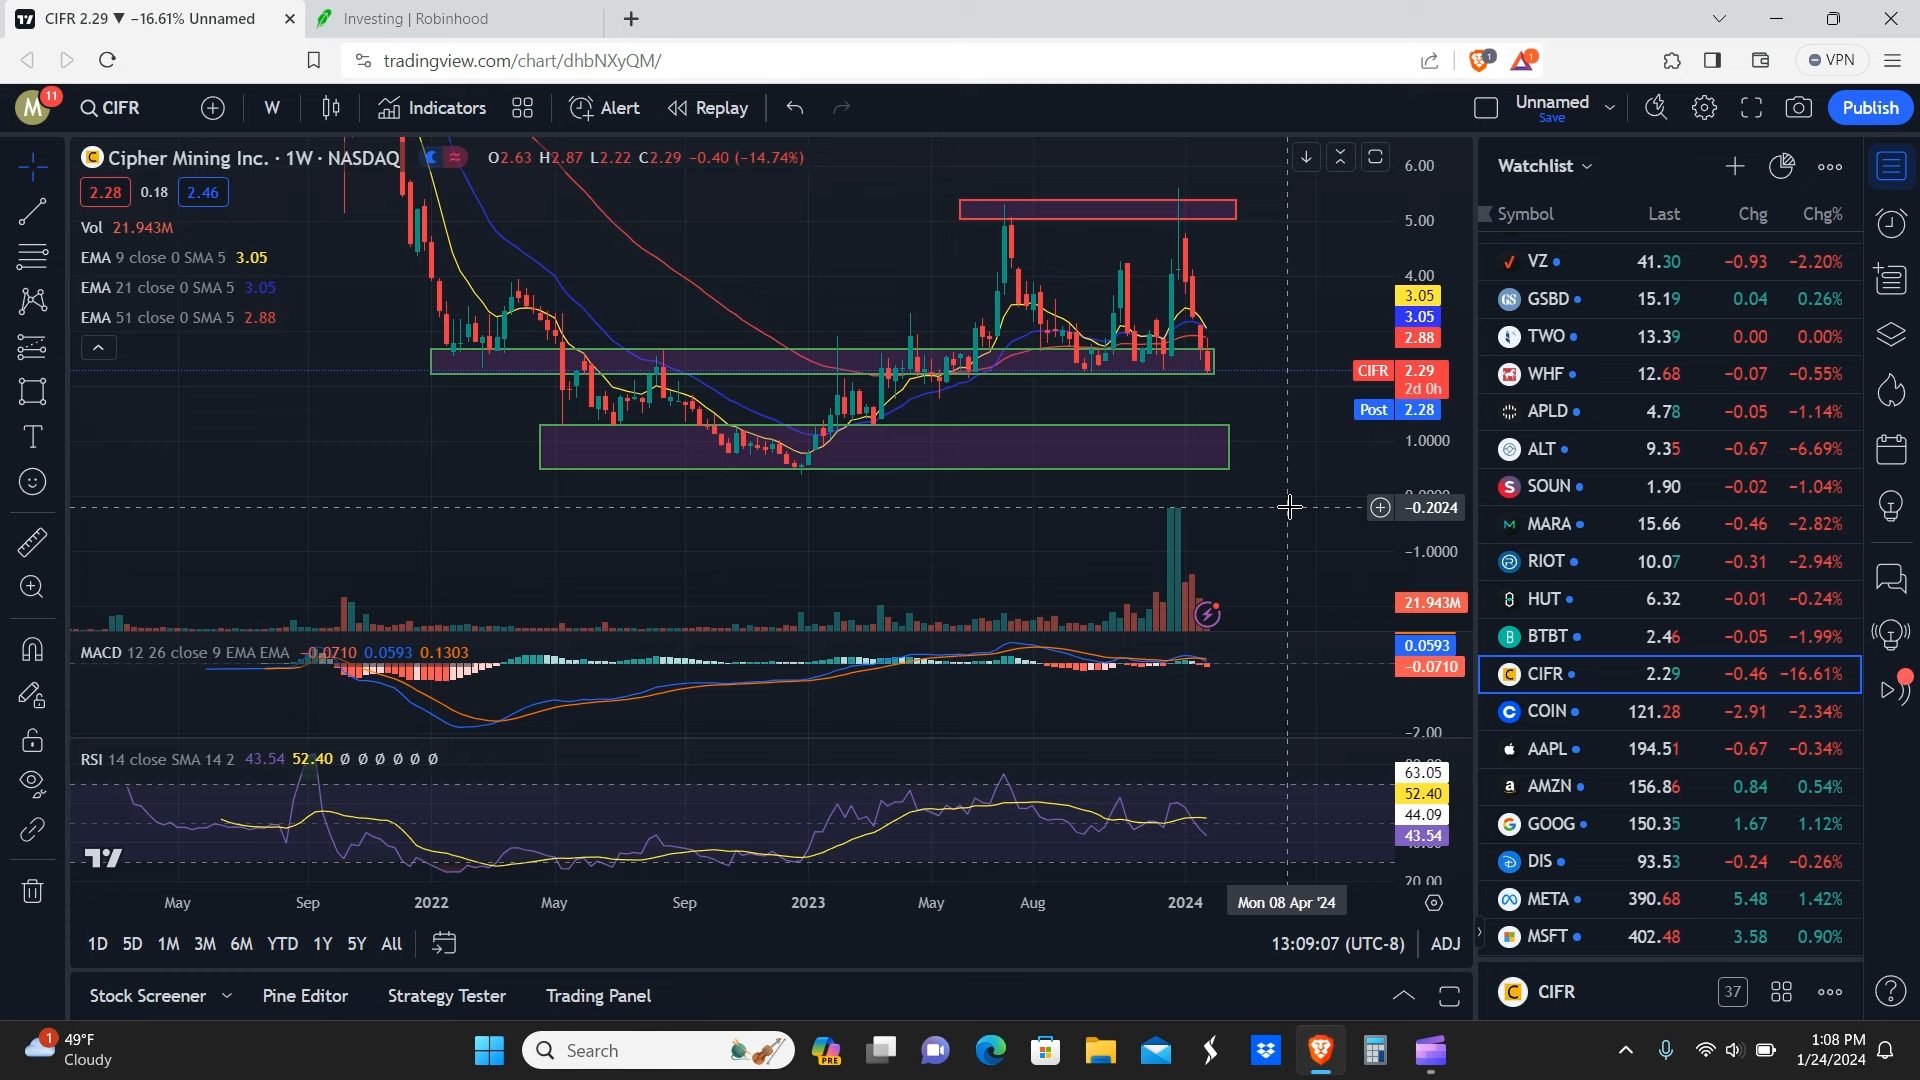 CIFR 2.29 ▼ −16.61% Unnamed
Investing | Robinhood
tradingview.com/chart/dhbNXyQM/
1
1
VPN
M
11
CIFR
W
Indicators
Alert
Replay
Unnamed
Save
Publish
Cipher Mining Inc. · 1W · NASDAQ
O2.63 H2.87 L2.22 C2.29 −0.40 (−14.74%)
2.28 0.18 2.46
Vol 21.943M
EMA 9 close 0 SMA 5 3.05
EMA 21 close 0 SMA 5 3.05
EMA 51 close 0 SMA 5 2.88
6.00
5.00
4.00
3.05
3.05
2.88
CIFR 2.29
2d 0h
Post 2.28
1.0000
−0.2024
−1.0000
21.943M
MACD 12 26 close 9 EMA EMA −0.0710 0.0593 0.1303
0.0593
−0.0710
−2.00
RSI 14 close SMA 14 2 43.54 52.40 Ø Ø Ø Ø Ø Ø
63.05
52.40
44.09
43.54
20.00
May Sep 2022 May Sep 2023 May Aug 2024 Mon 08 Apr '24
1D 5D 1M 3M 6M YTD 1Y 5Y All
13:09:07 (UTC-8) ADJ
Stock Screener Pine Editor Strategy Tester Trading Panel
Watchlist
Symbol Last Chg Chg%
VZ 41.30 −0.93 −2.20%
GSBD 15.19 0.04 0.26%
TWO 13.39 0.00 0.00%
WHF 12.68 −0.07 −0.55%
APLD 4.78 −0.05 −1.14%
ALT 9.35 −0.67 −6.69%
SOUN 1.90 −0.02 −1.04%
MARA 15.66 −0.46 −2.82%
RIOT 10.07 −0.31 −2.94%
HUT 6.32 −0.01 −0.24%
BTBT 2.46 −0.05 −1.99%
CIFR 2.29 −0.46 −16.61%
COIN 121.28 −2.91 −2.34%
AAPL 194.51 −0.67 −0.34%
AMZN 156.86 0.84 0.54%
GOOG 150.35 1.67 1.12%
DIS 93.53 −0.24 −0.26%
META 390.68 5.48 1.42%
MSFT 402.48 3.58 0.90%
CIFR
37
1
49°F
Cloudy
Search
PRE
1:08 PM
1/24/2024